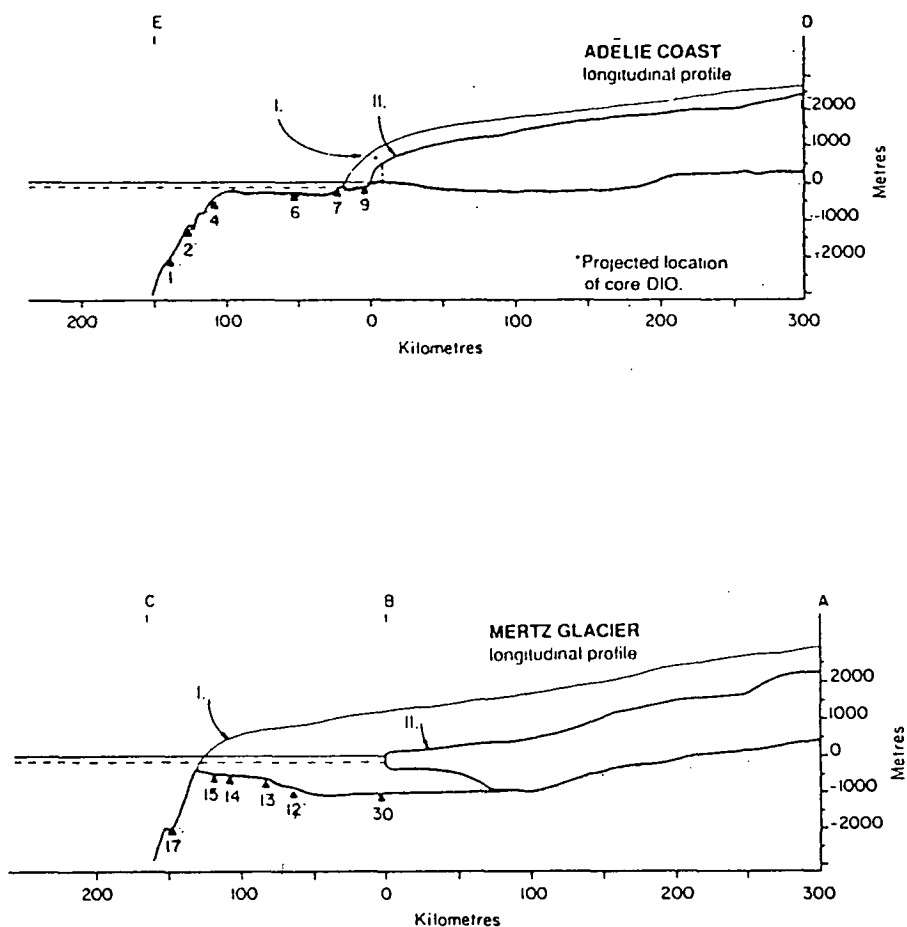 E D
ADĒLIE COAST
longitudinal profile
I. II.
2000
1000
0
-1000
-2000
Metres
1 2 4 6 7 9
*Projected location
of core DIO.
200 100 0 100 200 300
Kilometres
C B A
MERTZ GLACIER
longitudinal profile
I. II.
2000
1000
0
-1000
-2000
Metres
17 15 14 13 12 30
200 100 0 100 200 300
Kilometres